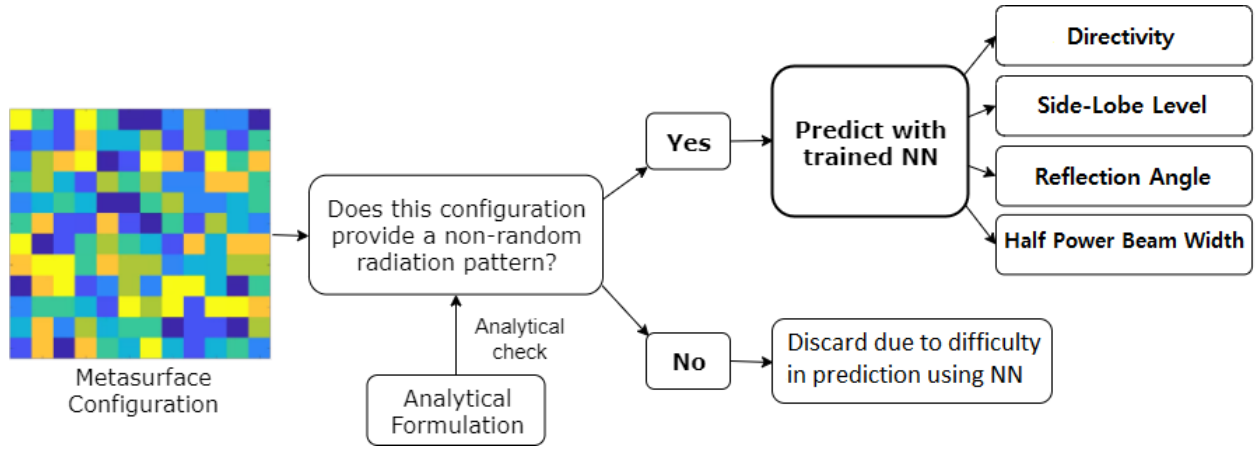 Metasurface
Configuration
Does this configuration
provide a non-random
radiation pattern?
Analytical
check
Analytical
Formulation
Yes
No
Predict with
trained NN
Discard due to difficulty
in prediction using NN
Directivity
Side-Lobe Level
Reflection Angle
Half Power Beam Width